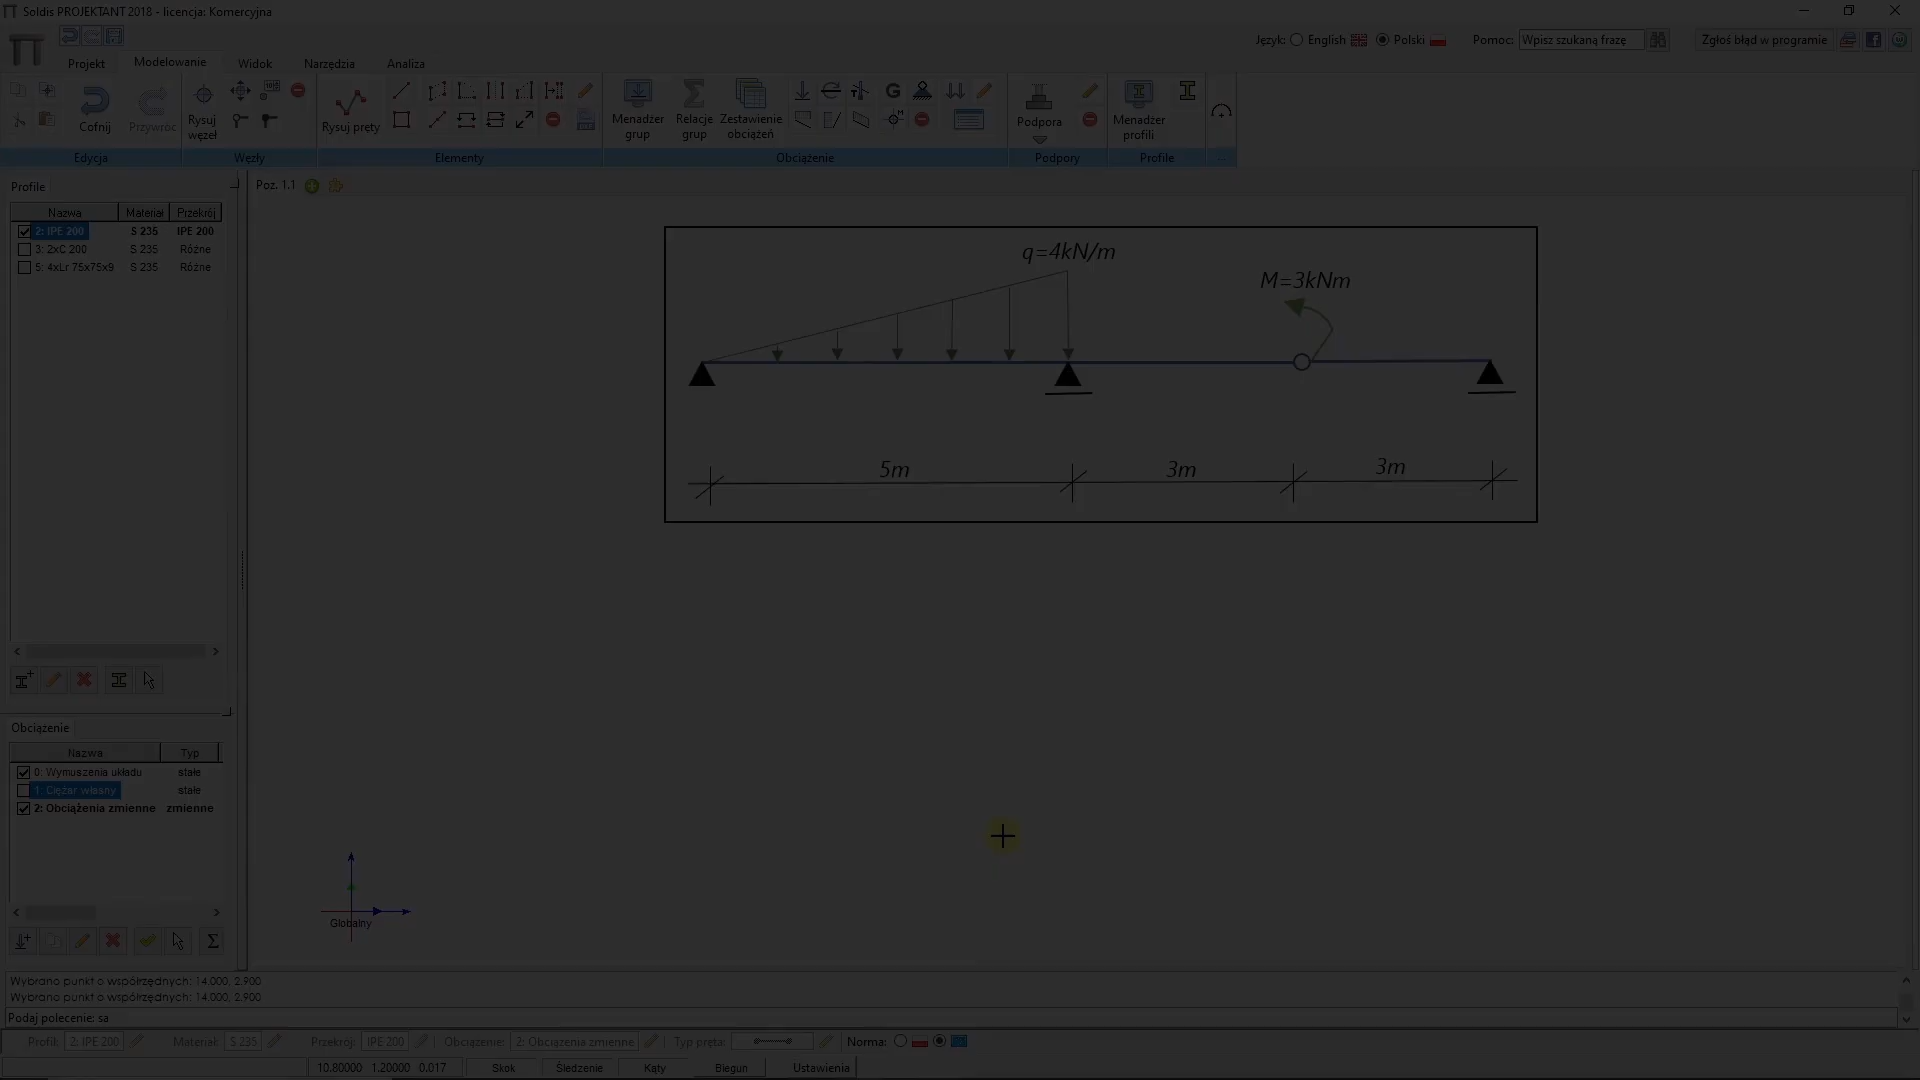 Soldis PROJEKTANT 2018 - licencja: Komercyjna
Język: English Polski Pomoc: Wpisz szukaną frazę Zgłoś błąd w programie
Projekt Modelowanie Widok Narzędzia Analiza
Cofnij Przywróć Rysuj węzeł Rysuj pręty Menadżer grup Relacje grup Zestawienie obciążeń Podpora Menadżer profili
Edycja Węzły Elementy Obciążenie Podpory Profile ...
Profile
Poz. 1.1
Nazwa Materiał Przekrój
2: IPE 200 S 235 IPE 200
3: 2xC 200 S 235 Różne
5: 4xLr 75x75x9 S 235 Różne
q=4kN/m
M=3kNm
5m 3m 3m
Obciążenie
Nazwa Typ
0: Wymuszenia układu stałe
1: Ciężar własny stałe
2: Obciążenia zmienne zmienne
Globalny
Wybrano punkt o współrzędnych: 14.000, 2.900
Wybrano punkt o współrzędnych: 14.000, 2.900
Podaj polecenie: sa
Profil: 2: IPE 200 Materiał: S 235 Przekrój: IPE 200 Obciążenie: 2: Obciążenia zmienne Typ pręta: Norma:
10.80000 1.20000 0.017 Skok Śledzenie Kąty Biegun Ustawienia